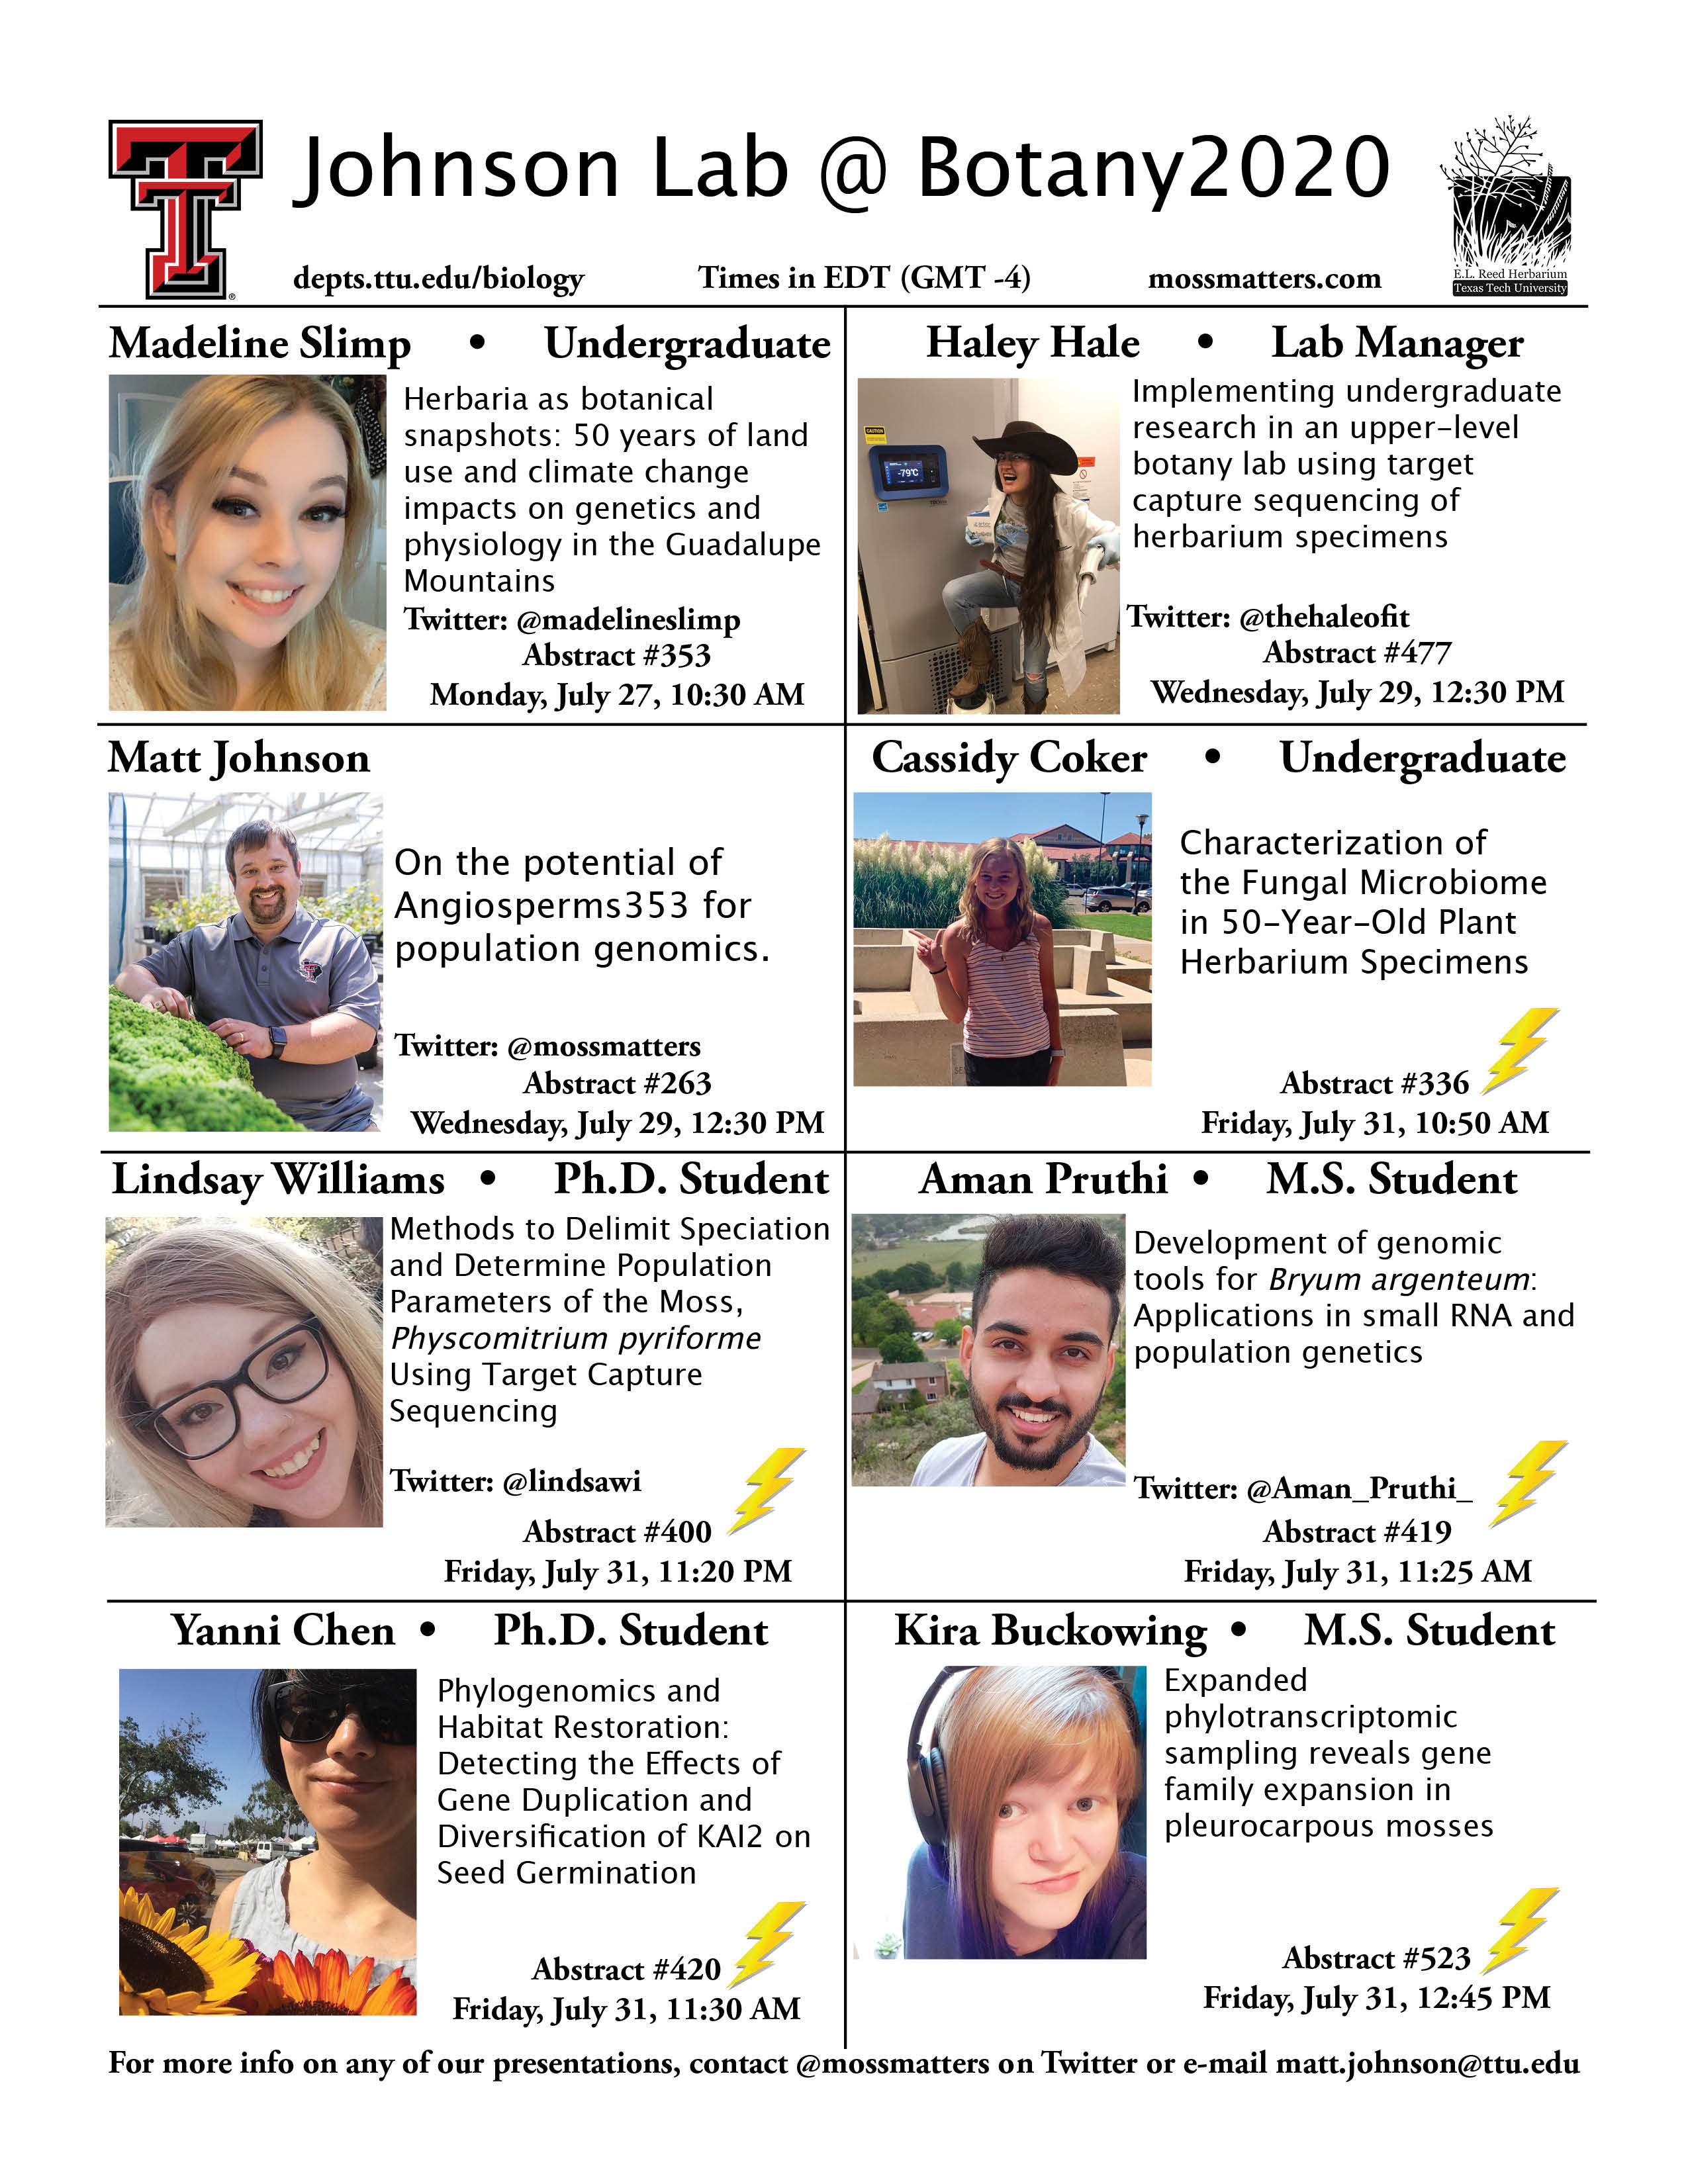 Johnson Lab @ Botany2020
depts.ttu.edu/biology
Times in EDT (GMT -4)
mossmatters.com
E.L. Reed Herbarium
Texas Tech University
Madeline Slimp • Undergraduate
Herbaria as botanical
snapshots: 50 years of land
use and climate change
impacts on genetics and
physiology in the Guadalupe
Mountains
Twitter: @madelineslimp
Abstract #353
Monday, July 27, 10:30 AM
Haley Hale • Lab Manager
CAUTION
-79°C
Implementing undergraduate
research in an upper-level
botany lab using target
capture sequencing of
herbarium specimens
Twitter: @thehaleofit
Abstract #477
Wednesday, July 29, 12:30 PM
Matt Johnson
On the potential of
Angiosperms353 for
population genomics.
Twitter: @mossmatters
Abstract #263
Wednesday, July 29, 12:30 PM
Cassidy Coker • Undergraduate
Characterization of
the Fungal Microbiome
in 50-Year-Old Plant
Herbarium Specimens
Abstract #336
Friday, July 31, 10:50 AM
Lindsay Williams • Ph.D. Student
Methods to Delimit Speciation
and Determine Population
Parameters of the Moss,
Physcomitrium pyriforme
Using Target Capture
Sequencing
Twitter: @lindsawi
Abstract #400
Friday, July 31, 11:20 PM
Aman Pruthi • M.S. Student
Development of genomic
tools for Bryum argenteum:
Applications in small RNA and
population genetics
Twitter: @Aman_Pruthi_
Abstract #419
Friday, July 31, 11:25 AM
Yanni Chen • Ph.D. Student
Phylogenomics and
Habitat Restoration:
Detecting the Effects of
Gene Duplication and
Diversification of KAI2 on
Seed Germination
Abstract #420
Friday, July 31, 11:30 AM
Kira Buckowing • M.S. Student
Expanded
phylotranscriptomic
sampling reveals gene
family expansion in
pleurocarpous mosses
Abstract #523
Friday, July 31, 12:45 PM
For more info on any of our presentations, contact @mossmatters on Twitter or e-mail matt.johnson@ttu.edu